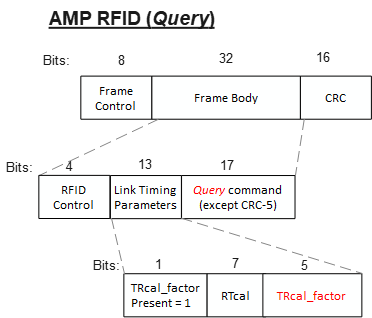 AMP RFID (Query)
Bits: 8 32 16
Frame Control
Frame Body
CRC
Bits: 4 13 17
RFID Control
Link Timing Parameters
Query command (except CRC-5)
Bits: 1 7 5
TRcal_factor Present = 1
RTcal
TRcal_factor